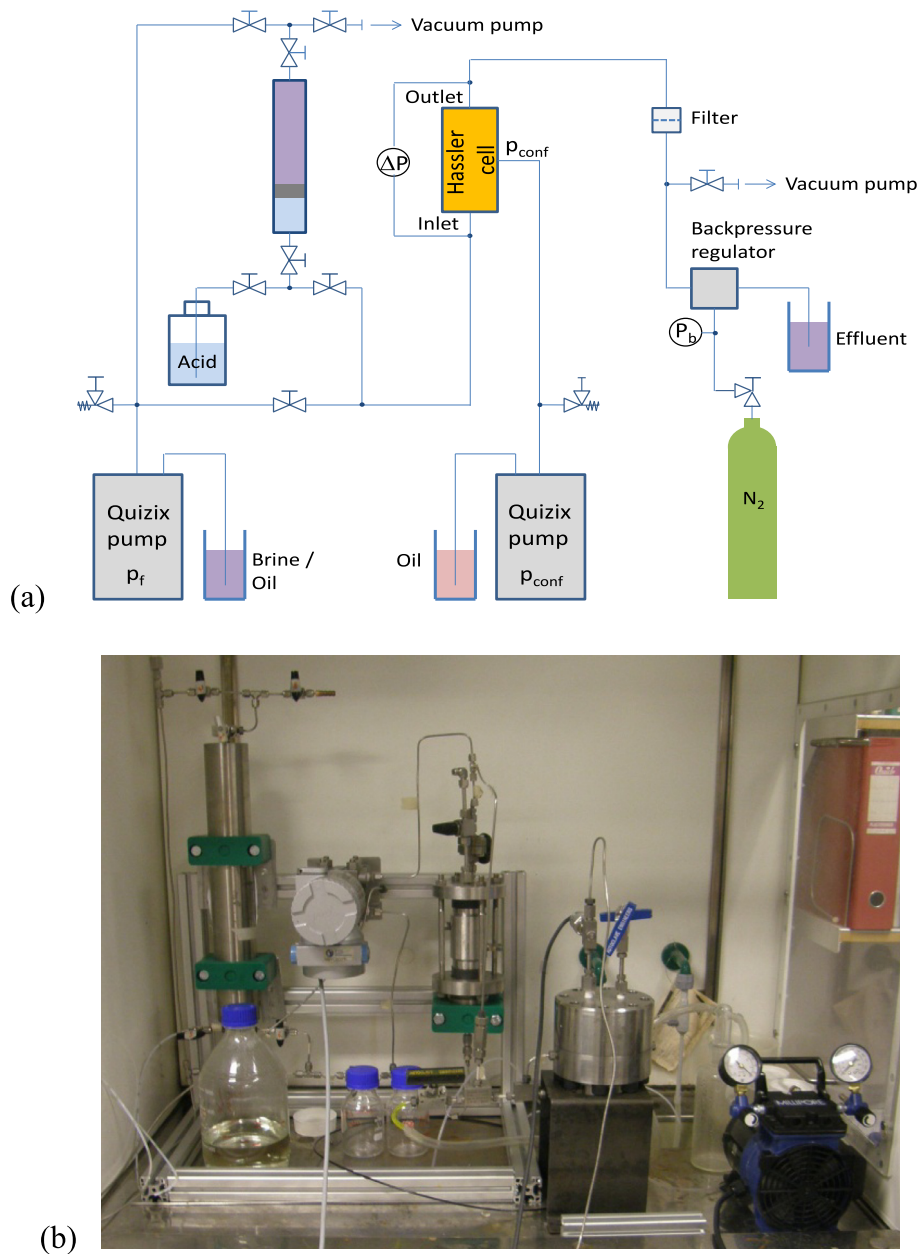 Vacuum pump
Outlet
Filter
ΔP
Hassler
cell
p_conf
Vacuum pump
Inlet
Backpressure
regulator
P_b
Effluent
Acid
N₂
Quizix
pump
p_f
Brine /
Oil
Oil
Quizix
pump
p_conf
(a)
(b)